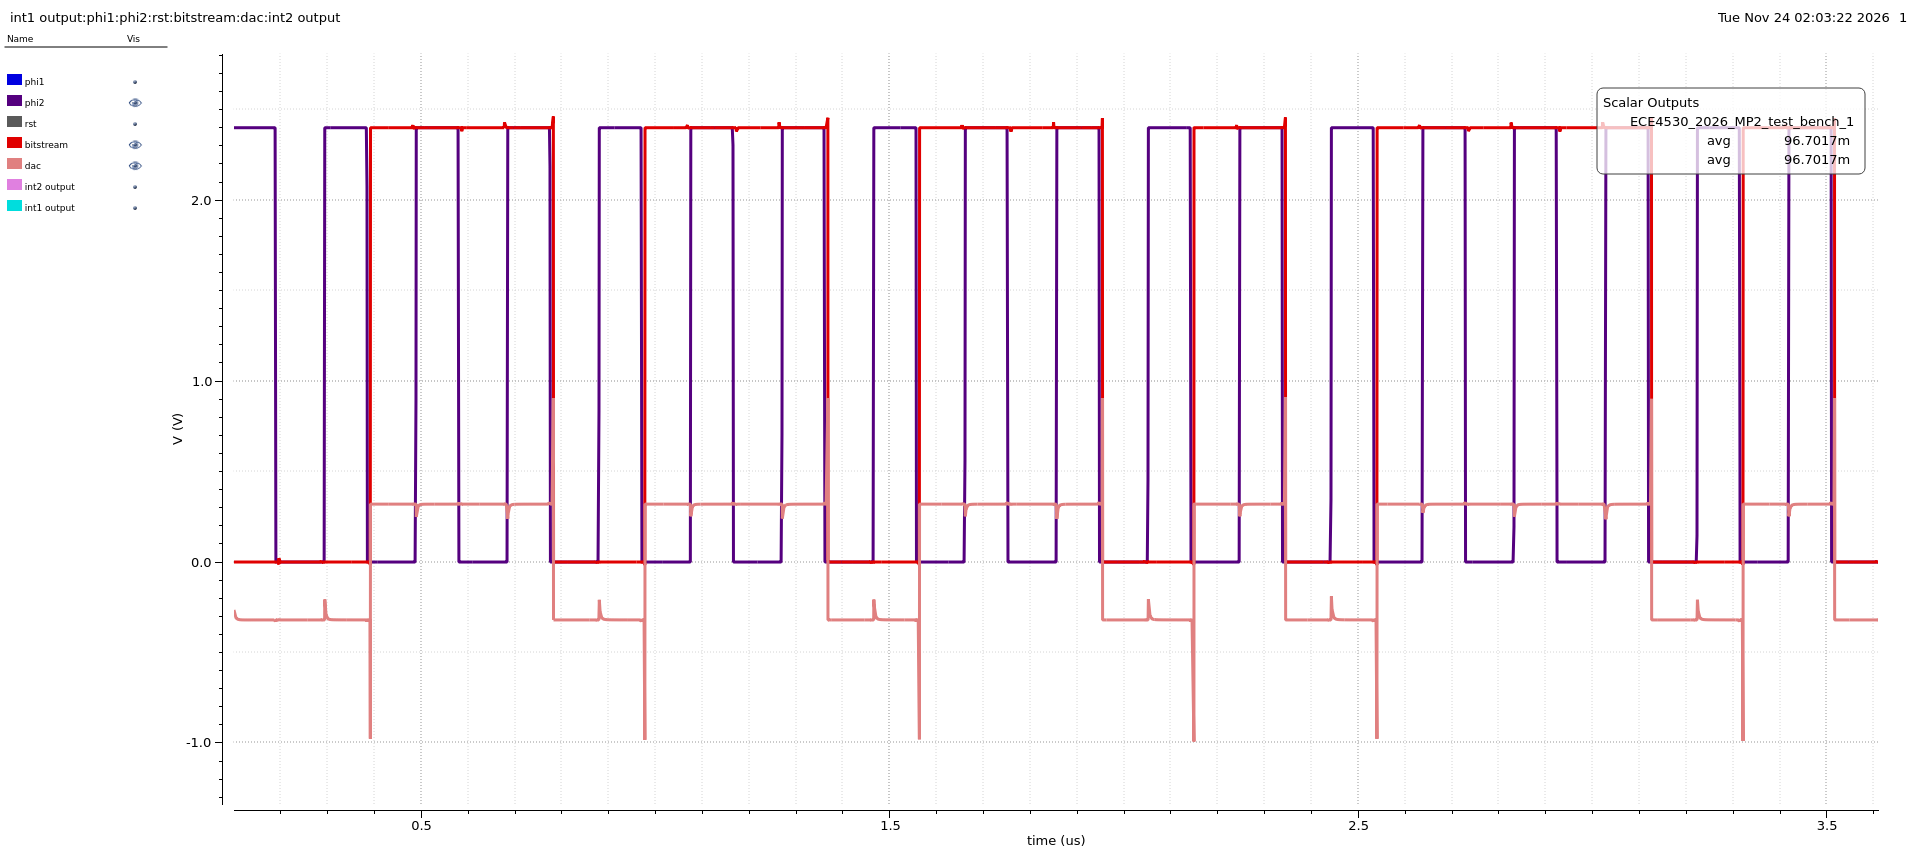 int1 output:phi1:phi2:rst:bitstream:dac:int2 output
Tue Nov 24 02:03:22 2026 1
Name Vis
phi1
phi2
rst
bitstream
dac
int2 output
int1 output
Scalar Outputs
ECE4530_2026_MP2_test_bench_1
avg 96.7017m
avg 96.7017m
2.0
1.0
0.0
-1.0
V (V)
0.5 1.5 2.5 3.5
time (us)